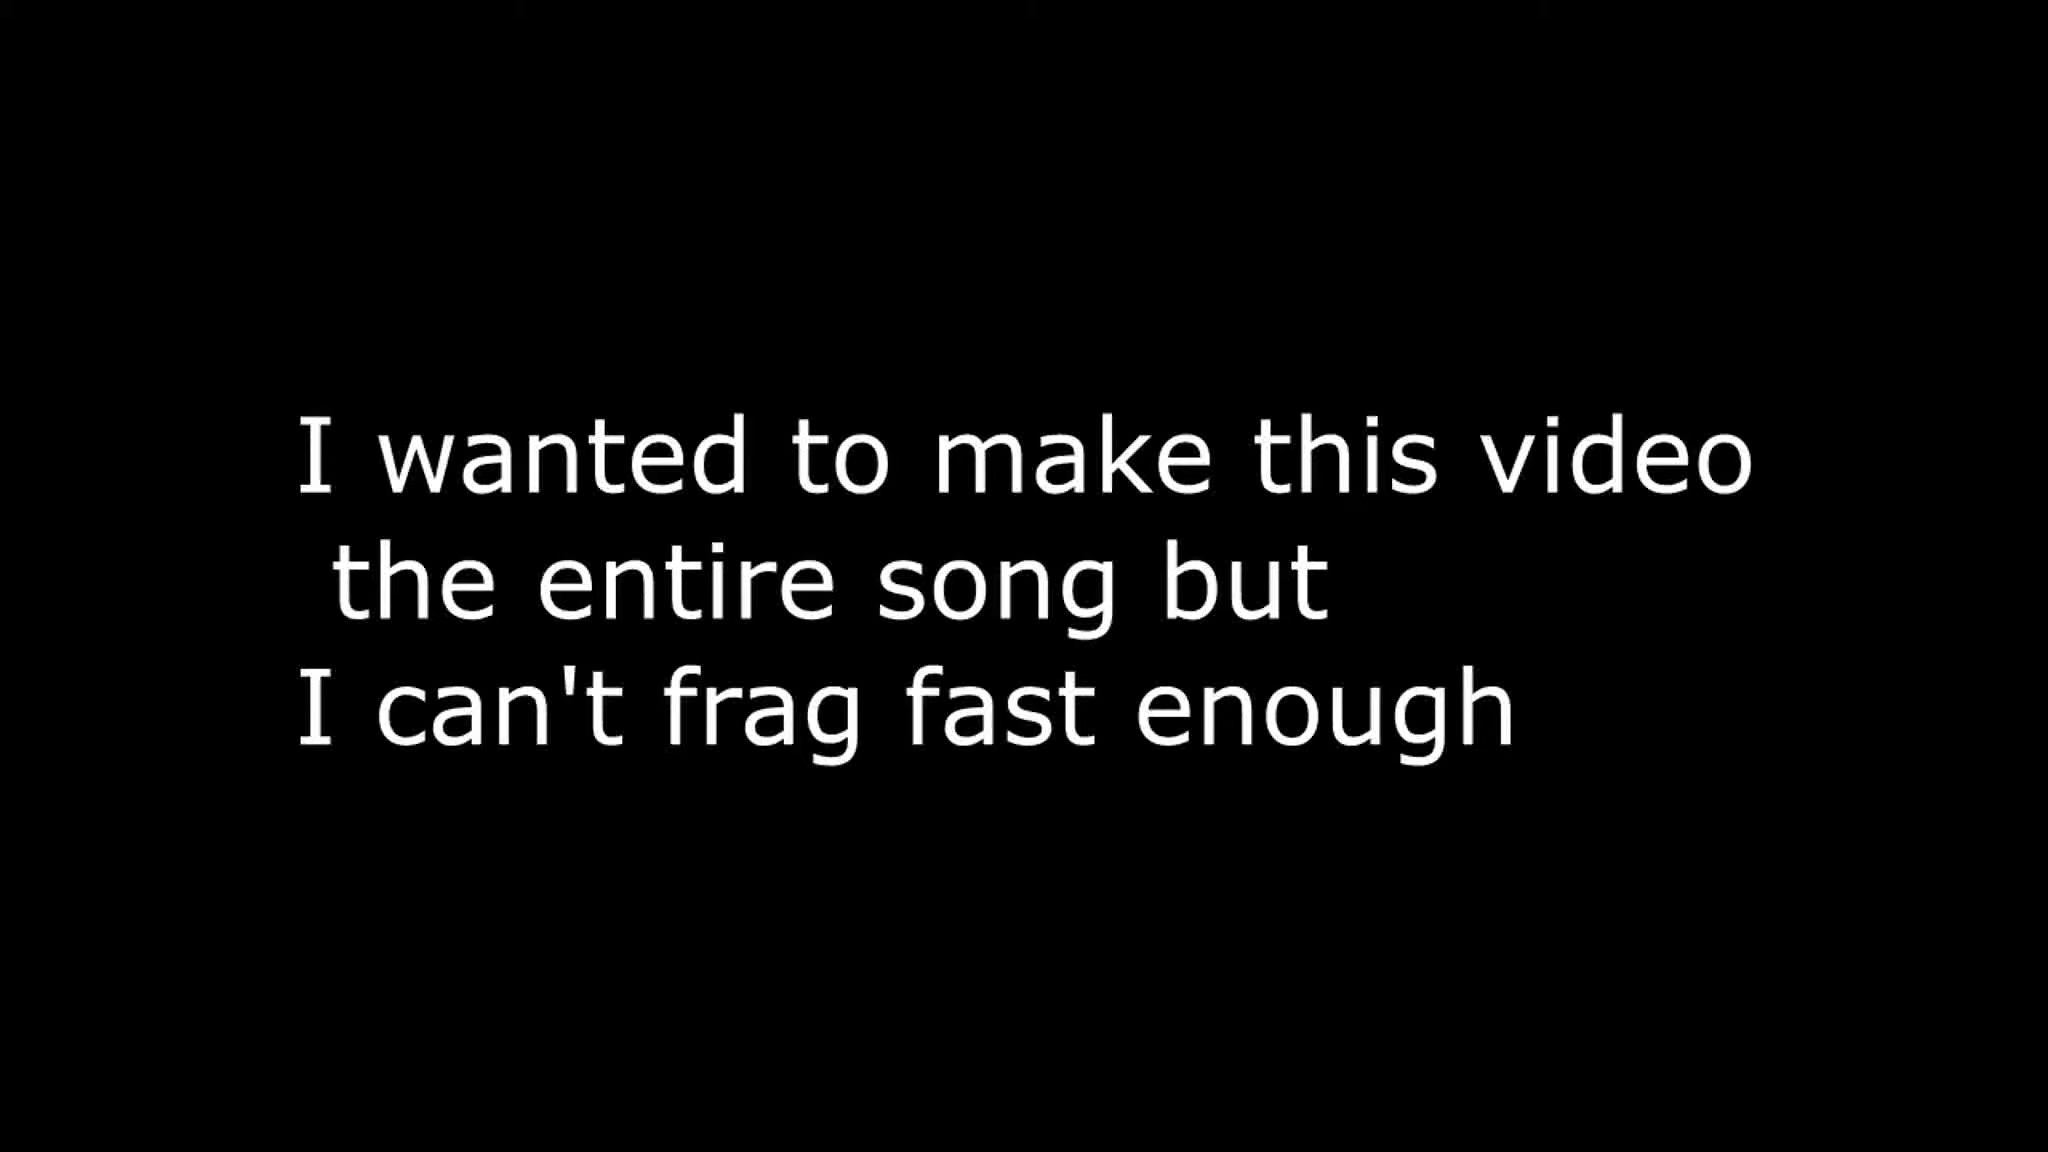 I wanted to make this video
the entire song but
I can't frag fast enough